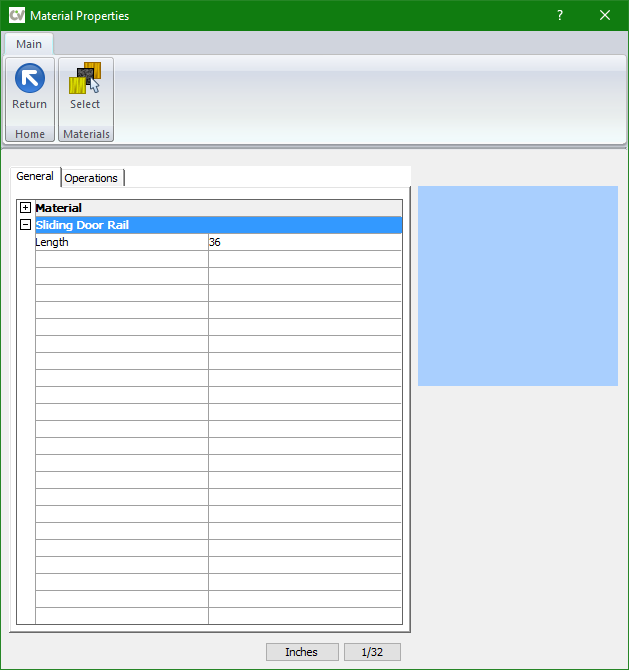 CV Material Properties ?
Main
Return
Select
Home
Materials
General
Operations
Material
Sliding Door Rail
Length 36
Inches
1/32